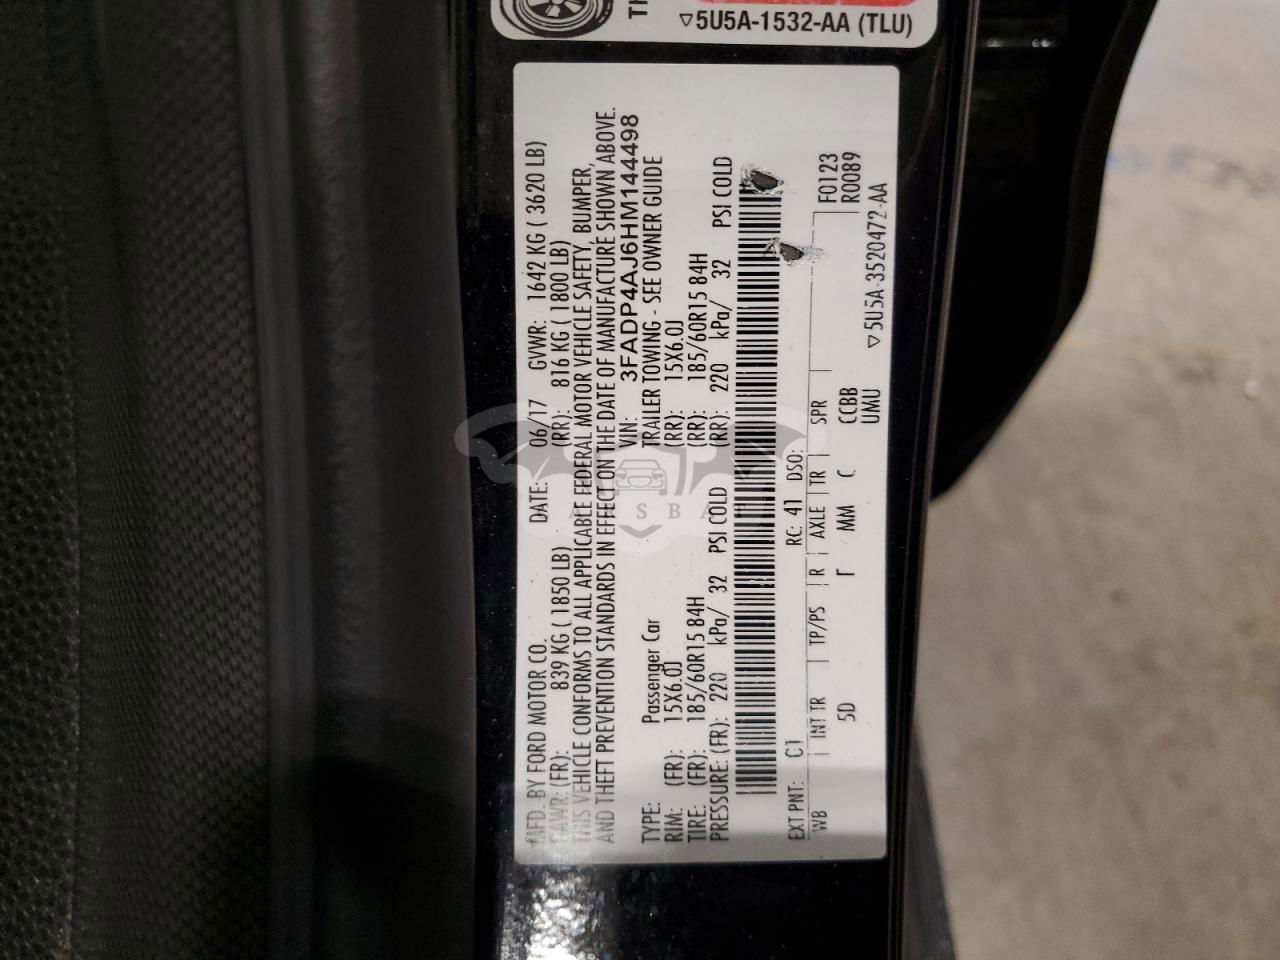 TH
▽5U5A-1532-AA (TLU)
MFD. BY FORD MOTOR CO. DATE: 06/17 GVWR: 1642 KG ( 3620 LB)
GAWR: (FR): 839 KG ( 1850 LB) (RR): 816 KG ( 1800 LB)
THIS VEHICLE CONFORMS TO ALL APPLICABLE FEDERAL MOTOR VEHICLE SAFETY, BUMPER,
AND THEFT PREVENTION STANDARDS IN EFFECT ON THE DATE OF MANUFACTURE SHOWN ABOVE.
VIN: 3FADP4AJ6HM144498
TYPE: Passenger Car TRAILER TOWING - SEE OWNER GUIDE
RIM: (FR): 15X6.0J (RR): 15X6.0J
TIRE: (FR): 185/60R15 84H (RR): 185/60R15 84H
PRESSURE: (FR): 220 kPa/ 32 PSI COLD (RR): 220 kPa/ 32 PSI COLD
EXT PNT: G1 RC: 41 DSO:
WB INT TR TP/PS R AXLE TR SPR F0123
5D MM C CCBB R0089
UMU
▽5U5A-3520472-AA